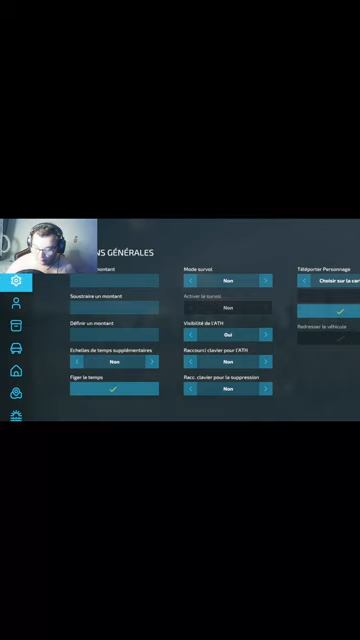 NS GÉNÉRALES
ontant
Mode survol
Téléporter Personnage
Non
Choisir sur la car
Soustraire un montant
Activer le survol
Non
Définir un montant
Visibilité de l'ATH
Redresser le véhicule
Oui
Échelles de temps supplémentaires
Raccourci clavier pour l'ATH
Non
Non
Figer le temps
Racc. clavier pour la suppression
Non